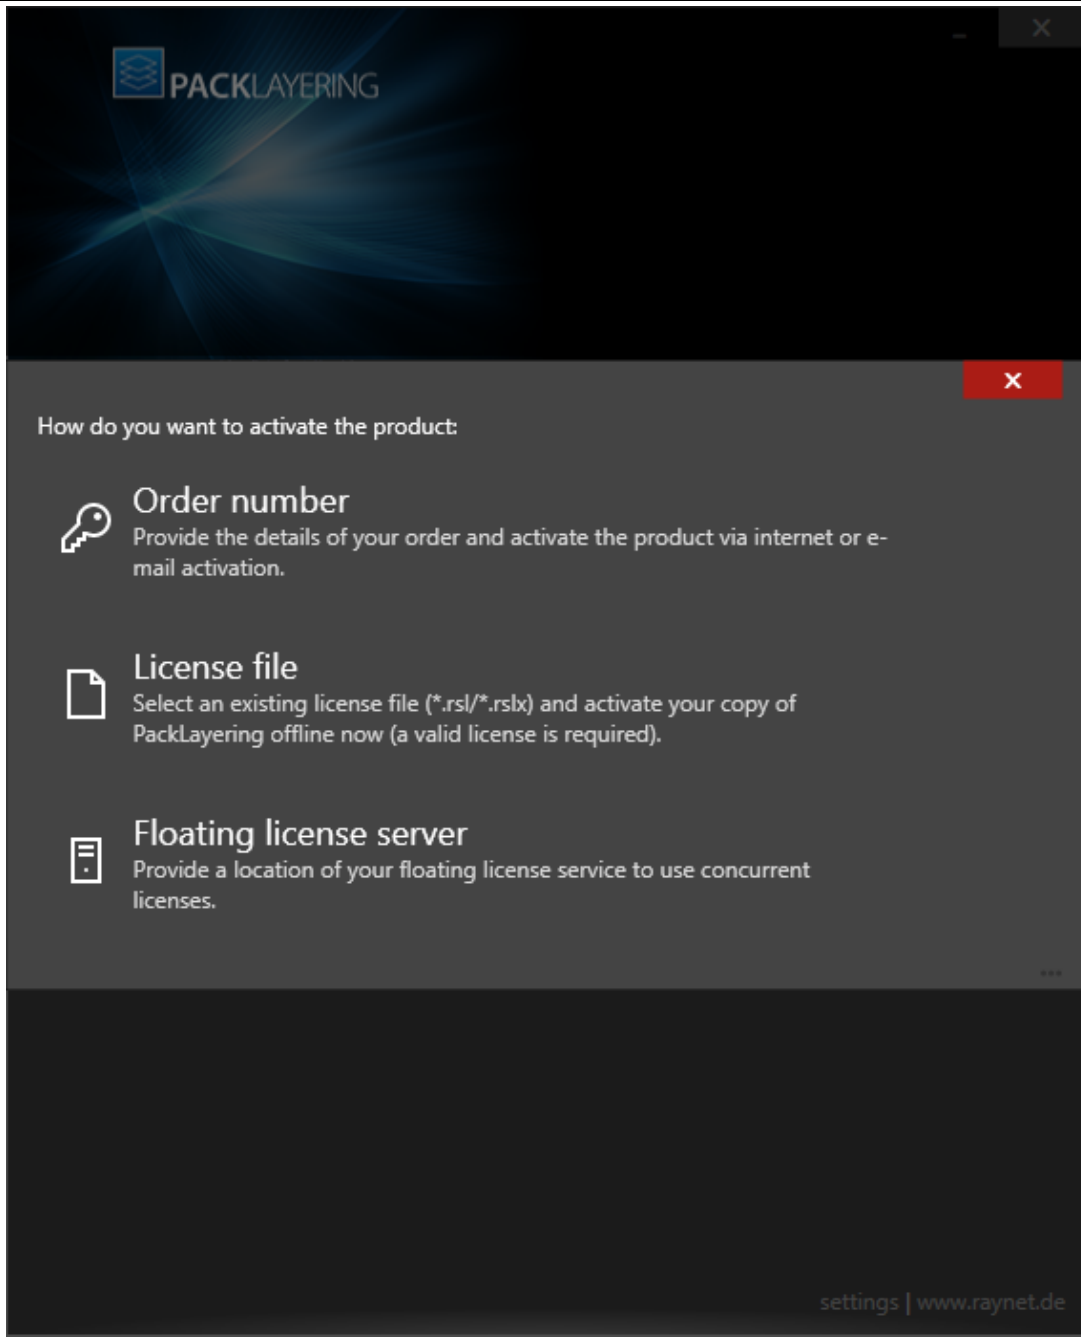 PACKLAYERING
How do you want to activate the product:
Order number
Provide the details of your order and activate the product via internet or e-
mail activation.
License file
Select an existing license file (*.rsl/*.rslx) and activate your copy of
PackLayering offline now (a valid license is required).
Floating license server
Provide a location of your floating license service to use concurrent
licenses.
...
settings | www.raynet.de